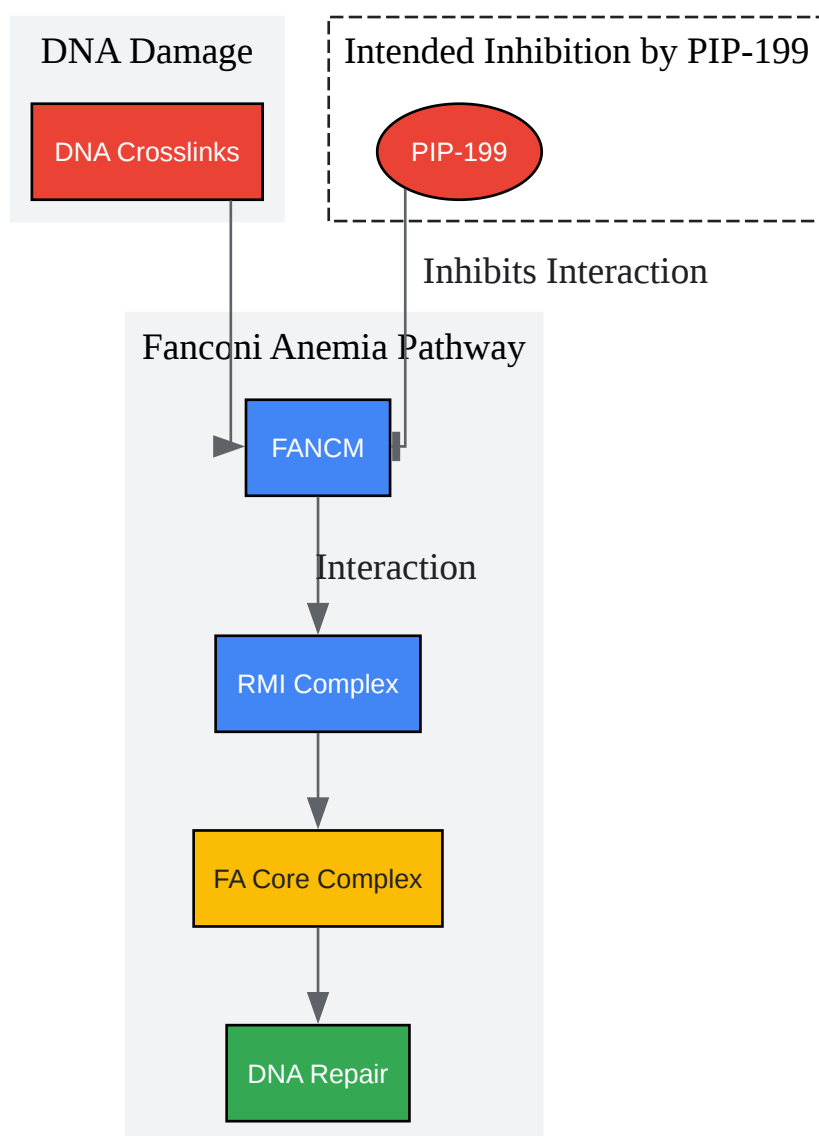 DNA Damage
Intended Inhibition by PIP-199
DNA Crosslinks
PIP-199
Inhibits Interaction
Fanconi Anemia Pathway
FANCM
Interaction
RMI Complex
FA Core Complex
DNA Repair